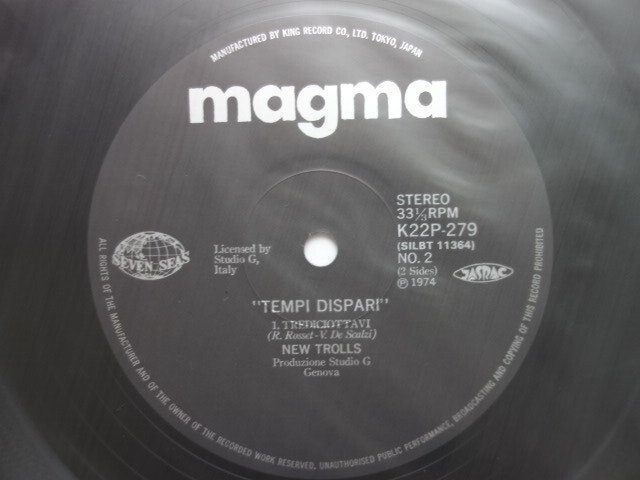 MANUFACTURED BY KING RECORD CO., LTD, TOKYO, JAPAN
magma
STEREO
33⅓RPM
K22P-279
(SILBT 11364)
NO. 2
(2 Sides)
Ⓟ 1974
SEVEN SEAS
Licensed by
Studio G,
Italy
JASRAC
"TEMPI DISPARI"
1. TREDICIOTTAVI
(R. Rosset-V. De Scalzi)
NEW TROLLS
Produzione Studio G
Genova
ALL RIGHTS OF THE MANUFACTURER AND OF THE OWNER OF THE RECORDED WORK RESERVED. UNAUTHORISED PUBLIC PERFORMANCE, BROADCASTING AND COPYING OF THIS RECORD PROHIBITED